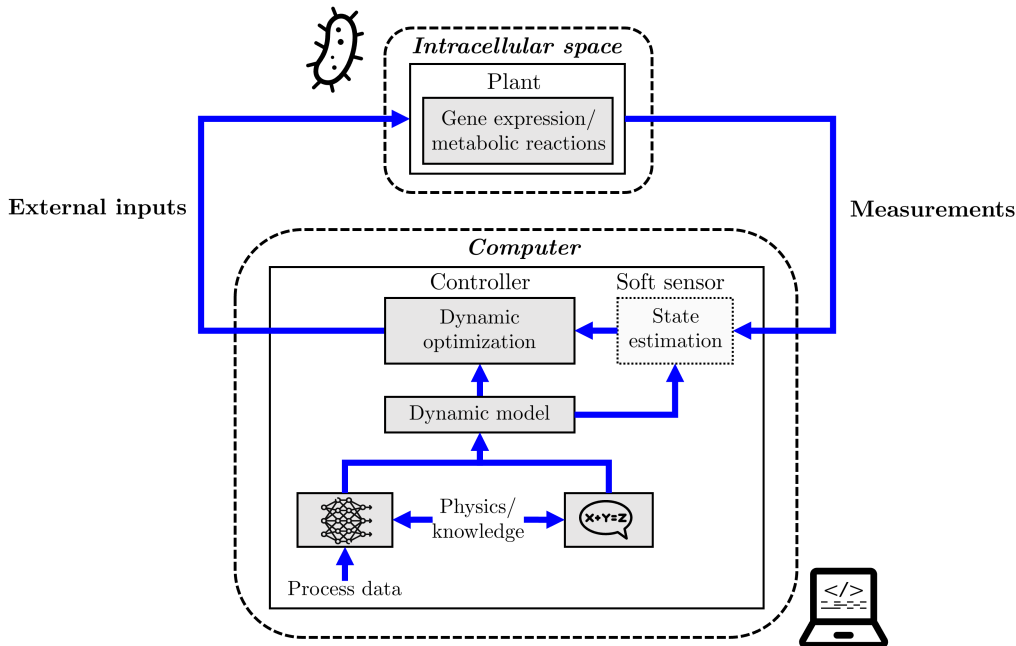 Intracellular space
Plant
Gene expression/
metabolic reactions
External inputs
Measurements
Computer
Controller
Soft sensor
Dynamic
optimization
State
estimation
Dynamic model
Physics/
knowledge
X+Y=Z
Process data
</>